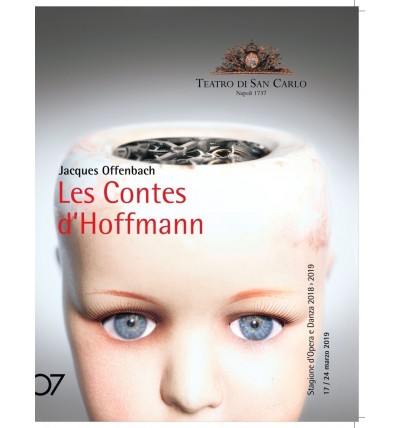 TEATRO DI SAN CARLO
Napoli 1737
Jacques Offenbach
Les Contes
d'Hoffmann
Stagione d'Opera e Danza 2018 > 2019
17 / 24 marzo 2019
07